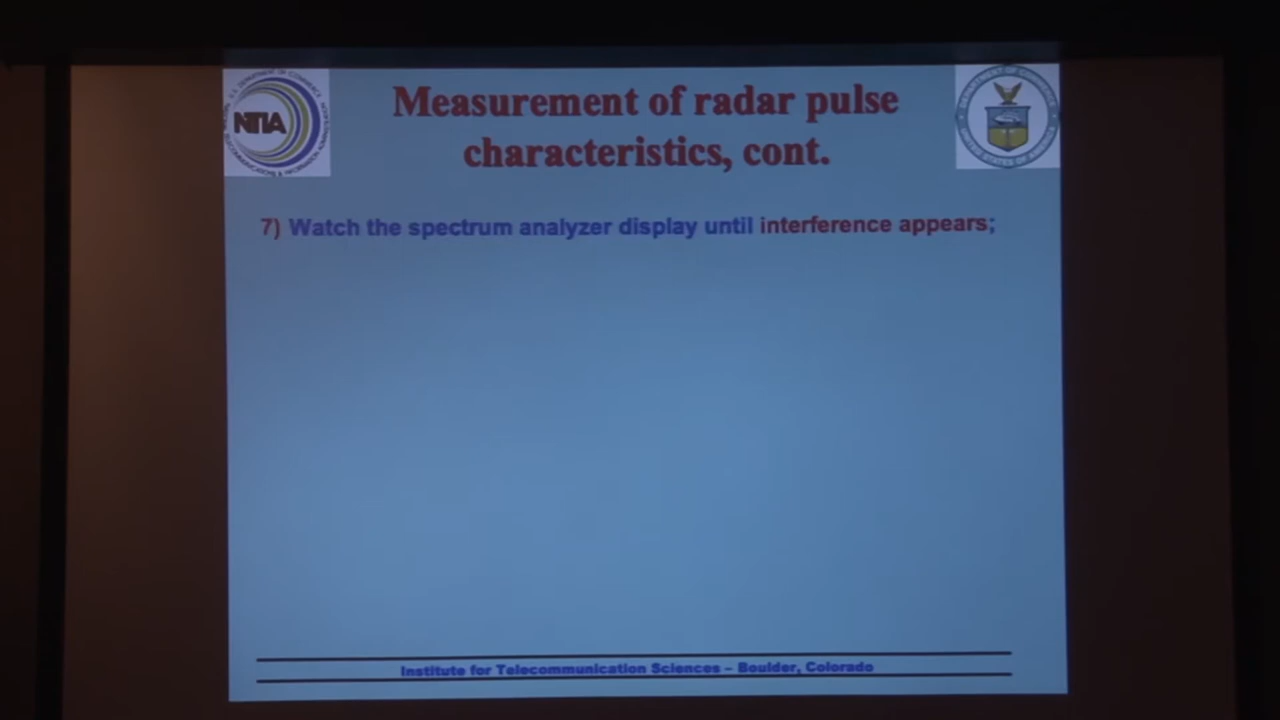 NTIA
Measurement of radar pulse
characteristics, cont.
7) Watch the spectrum analyzer display until interference appears;
Institute for Telecommunication Sciences – Boulder, Colorado